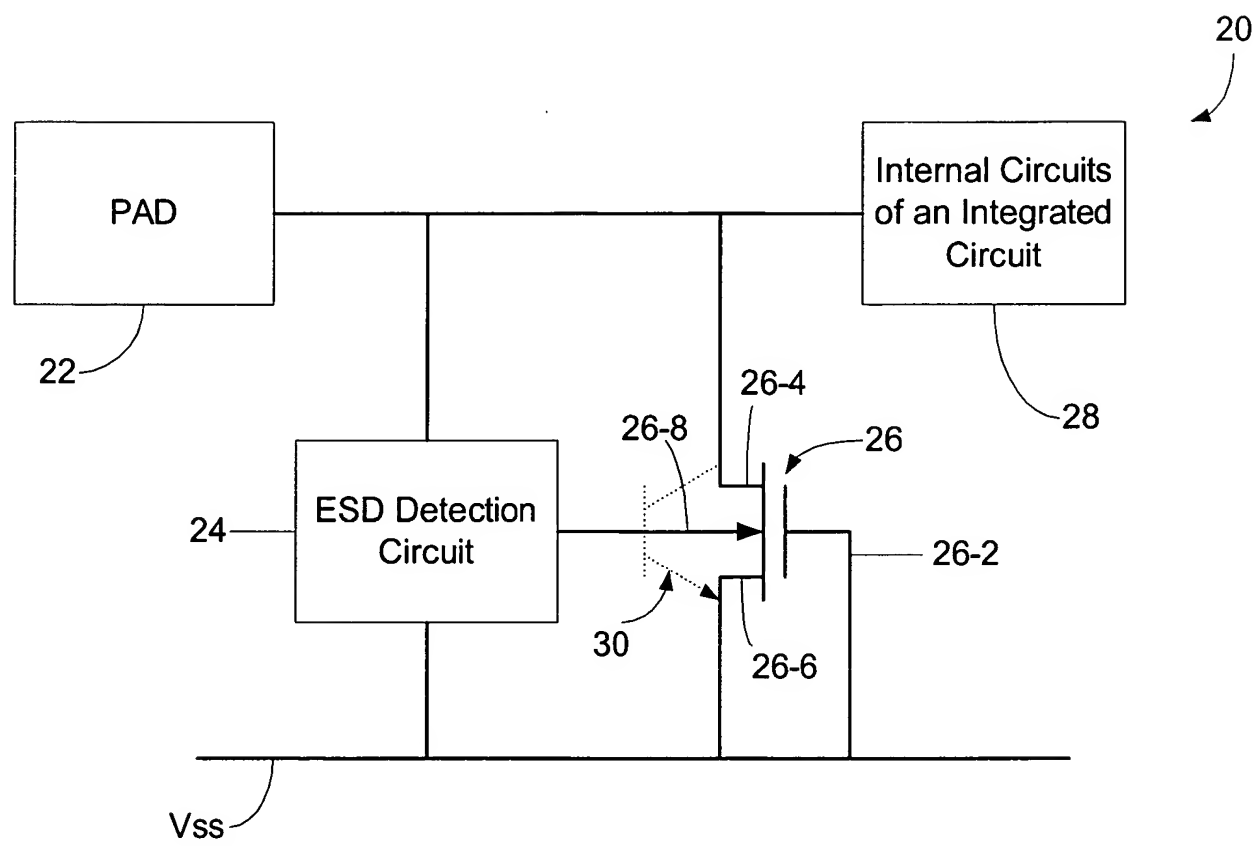 20
PAD
Internal Circuits
of an Integrated
Circuit
22
28
26-4
26-8
26
24
ESD Detection
Circuit
26-2
30
26-6
Vss